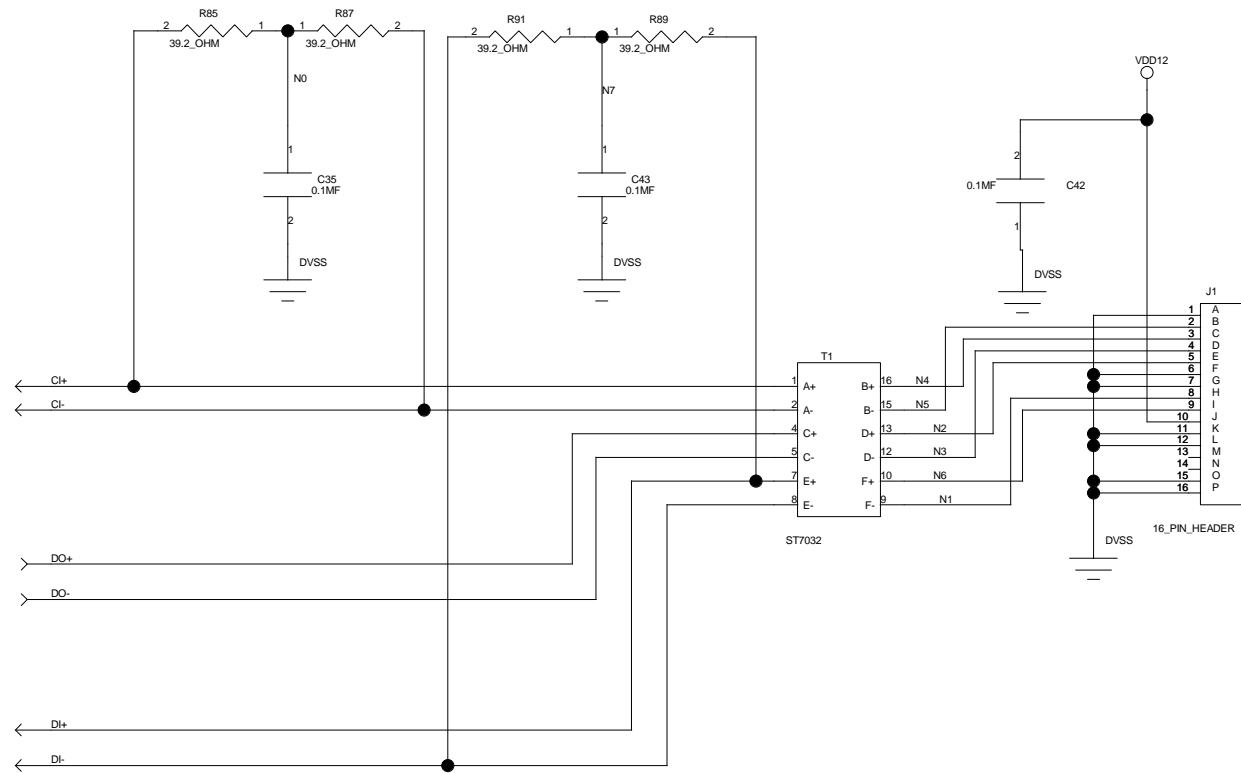 R85 R87
2 1 1 2
39.2_OHM 39.2_OHM
R91 R89
2 1 1 2
39.2_OHM 39.2_OHM
N0
N7
1
C35
0.1MF
2
DVSS
1
C43
0.1MF
2
DVSS
VDD12
2
0.1MF C42
1
DVSS
J1
1 A
2 B
3 C
4 D
5 E
6 F
7 G
8 H
9 I
10 J
11 K
12 L
13 M
14 N
15 O
16 P
16_PIN_HEADER
DVSS
T1
CI+ 1 A+ B+ 16 N4
CI- 2 A- B- 15 N5
4 C+ D+ 13 N2
5 C- D- 12 N3
7 E+ F+ 10 N6
8 E- F- 9 N1
ST7032
DO+
DO-
DI+
DI-